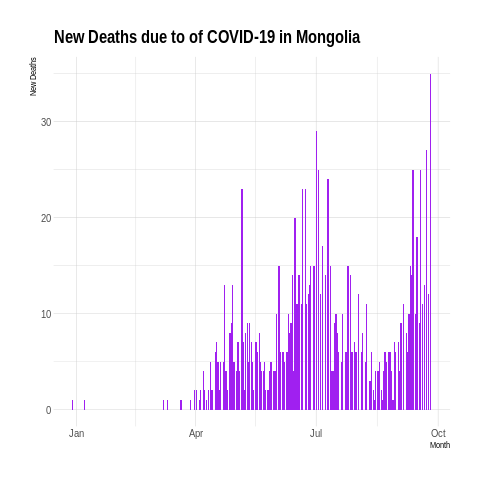 New Deaths due to of COVID-19 in Mongolia
New Deaths
30
20
10
0
Jan Apr Jul Oct
Month